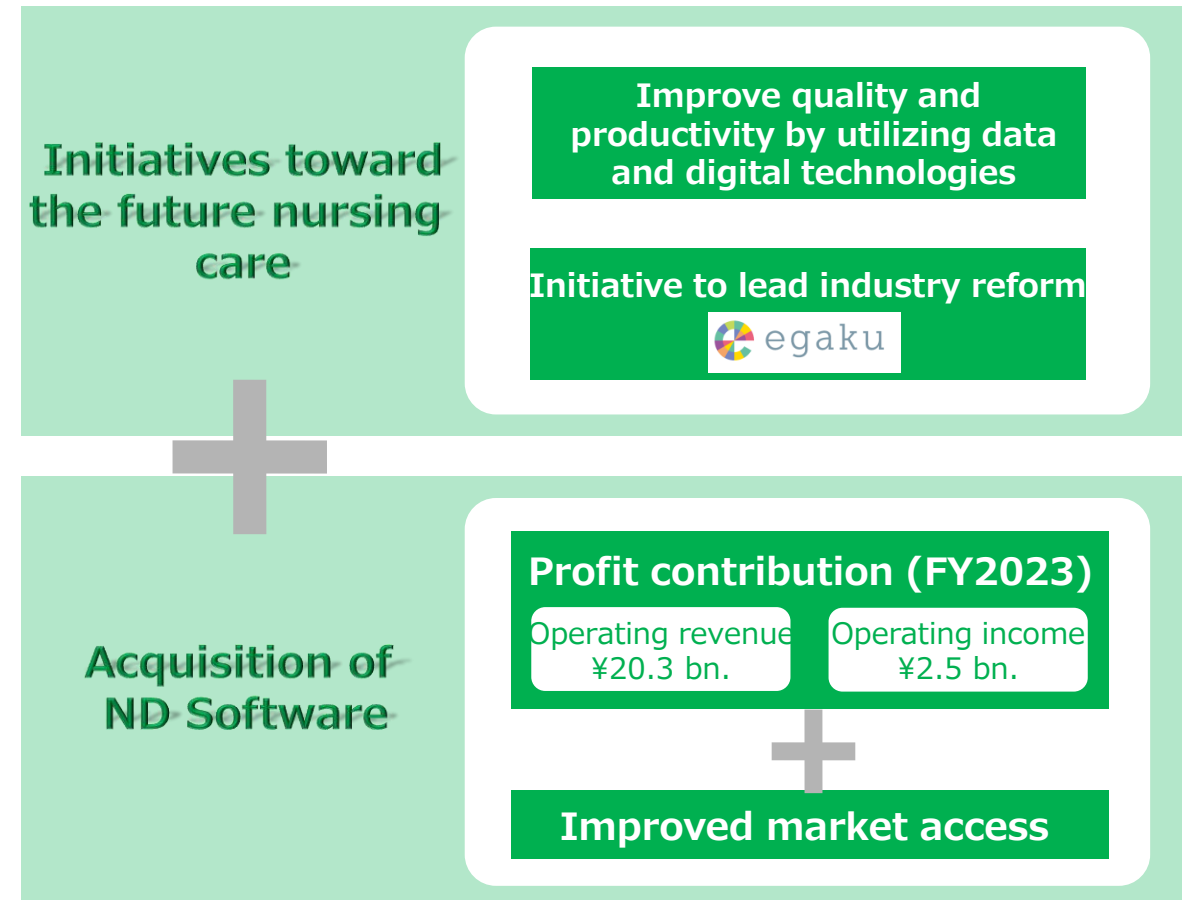 Initiatives toward
the future nursing
care
Improve quality and
productivity by utilizing data
and digital technologies
Initiative to lead industry reform
egaku
Acquisition of
ND Software
Profit contribution (FY2023)
Operating revenue
¥20.3 bn.
Operating income
¥2.5 bn.
Improved market access